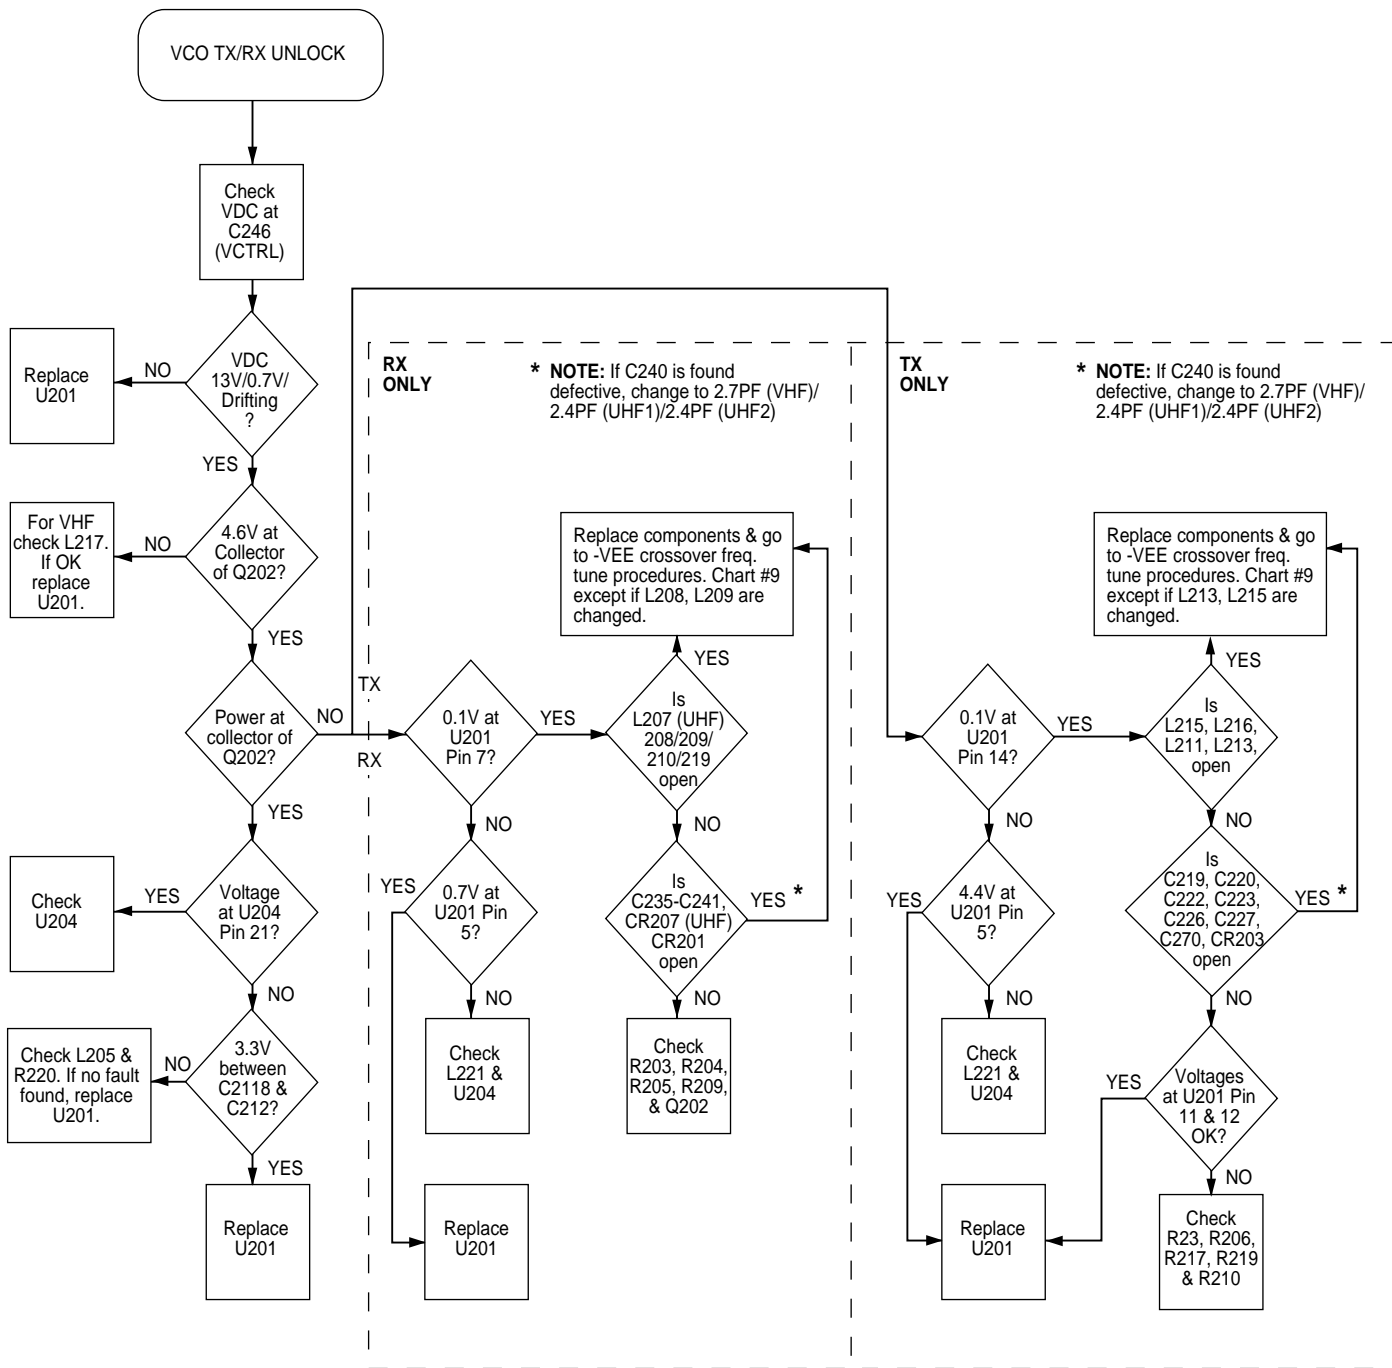 VCO TX/RX UNLOCK
Check
VDC at
C246
(VCTRL)
VDC
13V/0.7V/
Drifting
?
NO
Replace
U201
YES
4.6V at
Collector
of Q202?
NO
For VHF
check L217.
If OK
replace
U201.
YES
Power at
collector of
Q202?
NO
TX
RX
YES
Voltage
at U204
Pin 21?
YES
Check
U204
NO
3.3V
between
C2118 &
C212?
NO
Check L205 &
R220. If no fault
found, replace
U201.
YES
Replace
U201
RX
ONLY
* NOTE: If C240 is found
defective, change to 2.7PF (VHF)/
2.4PF (UHF1)/2.4PF (UHF2)
Replace components & go
to -VEE crossover freq.
tune procedures. Chart #9
except if L208, L209 are
changed.
YES
0.1V at
U201
Pin 7?
YES
Is
L207 (UHF)
208/209/
210/219
open
NO
NO
0.7V at
U201 Pin
5?
YES
Is
C235-C241,
CR207 (UHF)
CR201
open
YES *
NO
NO
Check
L221 &
U204
Check
R203, R204,
R205, R209,
& Q202
Replace
U201
TX
ONLY
* NOTE: If C240 is found
defective, change to 2.7PF (VHF)/
2.4PF (UHF1)/2.4PF (UHF2)
Replace components & go
to -VEE crossover freq.
tune procedures. Chart #9
except if L213, L215 are
changed.
YES
0.1V at
U201
Pin 14?
YES
Is
L215, L216,
L211, L213,
open
NO
NO
4.4V at
U201 Pin
5?
YES
Is
C219, C220,
C222, C223,
C226, C227,
C270, CR203
open
YES *
NO
NO
Check
L221 &
U204
Voltages
at U201 Pin
11 & 12
OK?
YES
NO
Replace
U201
Check
R23, R206,
R217, R219
& R210